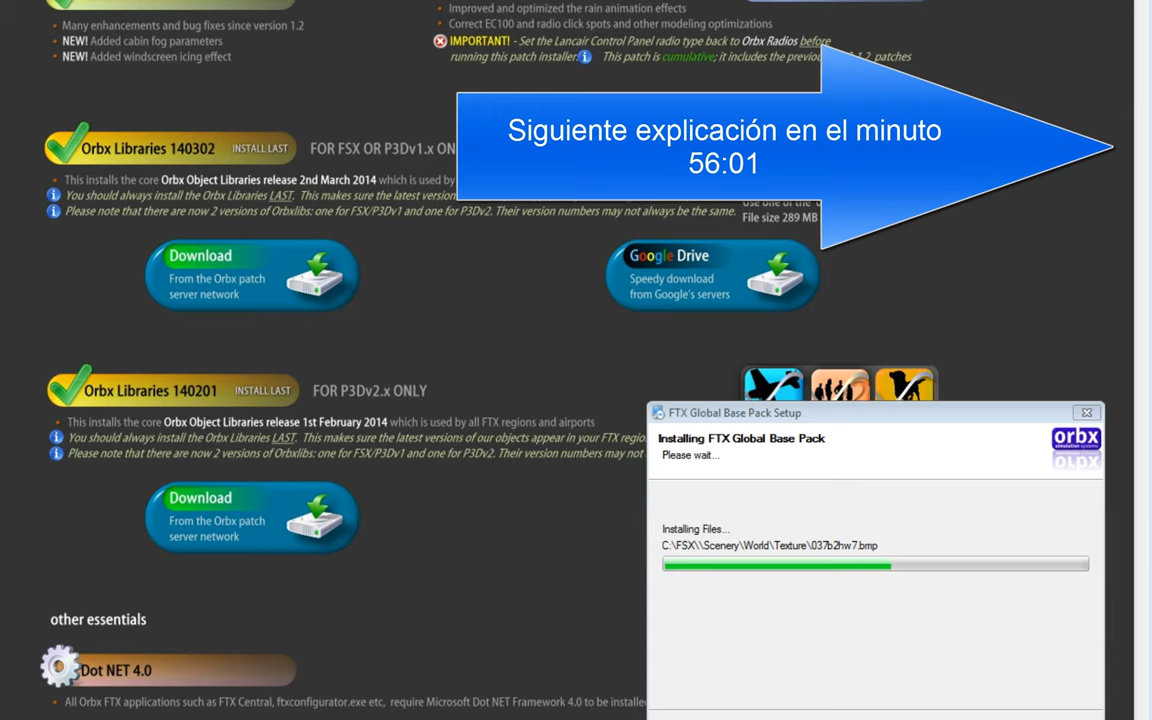 Many enhancements and bug fixes since version 1.2
NEW! Added cabin fog parameters
NEW! Added windscreen icing effect
Improved and optimized the rain animation effects
Correct EC100 and radio click spots and other modeling optimizations
IMPORTANT! - Set the Lancair Control Panel radio type back to Orbx Radios before
running this patch installer. This patch is cumulative; it includes the previou patches
Siguiente explicación en el minuto
56:01
Orbx Libraries 140302 INSTALL LAST FOR FSX OR P3Dv1.x ON
This installs the core Orbx Object Libraries release 2nd March 2014 which is used by
You should always install the Orbx Libraries LAST. This makes sure the latest version
Please note that there are now 2 versions of Orbxlibs: one for FSX/P3Dv1 and one for P3Dv2. Their version numbers may not always be the same.
use one of the
File size 289 MB
Download
From the Orbx patch
server network
Google Drive
Speedy download
from Google's servers
Orbx Libraries 140201 INSTALL LAST FOR P3Dv2.x ONLY
This installs the core Orbx Object Libraries release 1st February 2014 which is used by all FTX regions and airports
You should always install the Orbx Libraries LAST. This makes sure the latest versions of our objects appear in your FTX regio
Please note that there are now 2 versions of Orbxlibs: one for FSX/P3Dv1 and one for P3Dv2. Their version numbers may not
Download
From the Orbx patch
server network
FTX Global Base Pack Setup
Installing FTX Global Base Pack
Please wait...
orbx
Installing Files...
C:\FSX\\Scenery\World\Texture\037b2hw7.bmp
other essentials
Dot NET 4.0
All Orbx FTX applications such as FTX Central, ftxconfigurator.exe etc, require Microsoft Dot NET Framework 4.0 to be installe